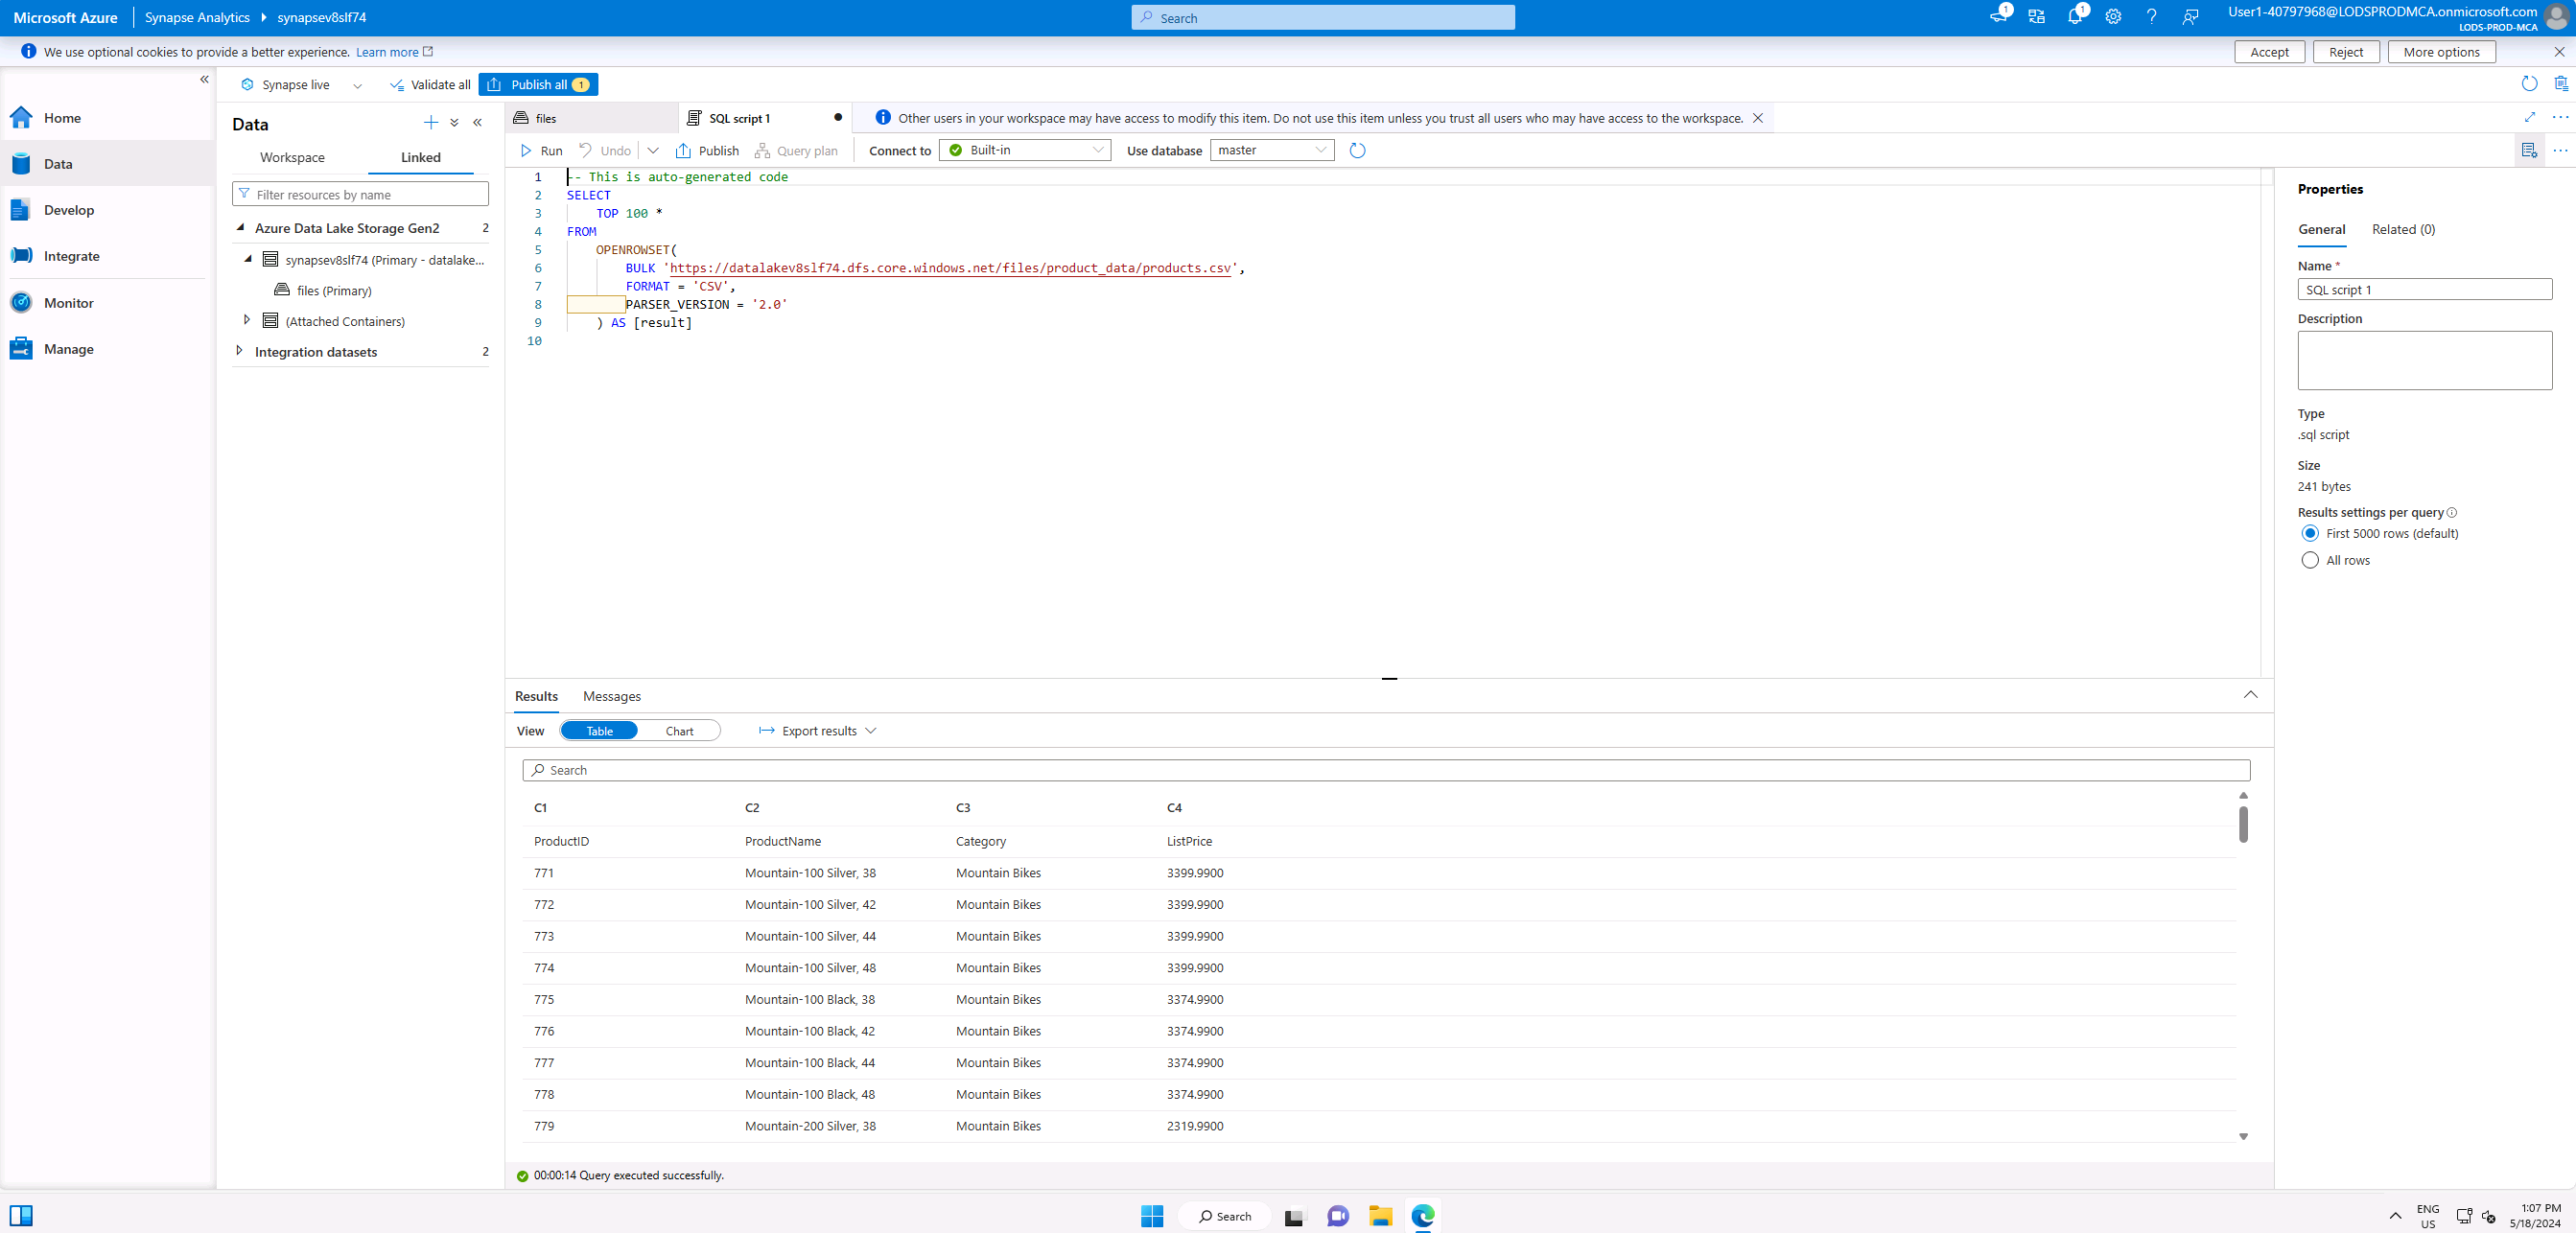 Microsoft Azure Synapse Analytics synapsev8slf74 Search 1 1 User1-40797968@LODSPRODMCA.onmicrosoft.com
LODS-PROD-MCA
We use optional cookies to provide a better experience. Learn more Accept Reject More options
Synapse live Validate all Publish all 1
Home
Data
Develop
Integrate
Monitor
Manage
Data
Workspace Linked
Filter resources by name
Azure Data Lake Storage Gen2 2
synapsev8slf74 (Primary - datalake...
files (Primary)
(Attached Containers)
Integration datasets 2
files SQL script 1 Other users in your workspace may have access to modify this item. Do not use this item unless you trust all users who may have access to the workspace.
Run Undo Publish Query plan Connect to Built-in Use database master
1 -- This is auto-generated code
2 SELECT
3 TOP 100 *
4 FROM
5 OPENROWSET(
6 BULK 'https://datalakev8slf74.dfs.core.windows.net/files/product_data/products.csv',
7 FORMAT = 'CSV',
8 PARSER_VERSION = '2.0'
9 ) AS [result]
10
Properties
General Related (0)
Name *
SQL script 1
Description
Type
.sql script
Size
241 bytes
Results settings per query
First 5000 rows (default)
All rows
Results Messages
View Table Chart Export results
Search
C1 C2 C3 C4
ProductID ProductName Category ListPrice
771 Mountain-100 Silver, 38 Mountain Bikes 3399.9900
772 Mountain-100 Silver, 42 Mountain Bikes 3399.9900
773 Mountain-100 Silver, 44 Mountain Bikes 3399.9900
774 Mountain-100 Silver, 48 Mountain Bikes 3399.9900
775 Mountain-100 Black, 38 Mountain Bikes 3374.9900
776 Mountain-100 Black, 42 Mountain Bikes 3374.9900
777 Mountain-100 Black, 44 Mountain Bikes 3374.9900
778 Mountain-100 Black, 48 Mountain Bikes 3374.9900
779 Mountain-200 Silver, 38 Mountain Bikes 2319.9900
00:00:14 Query executed successfully.
Search
ENG
US
1:07 PM
5/18/2024